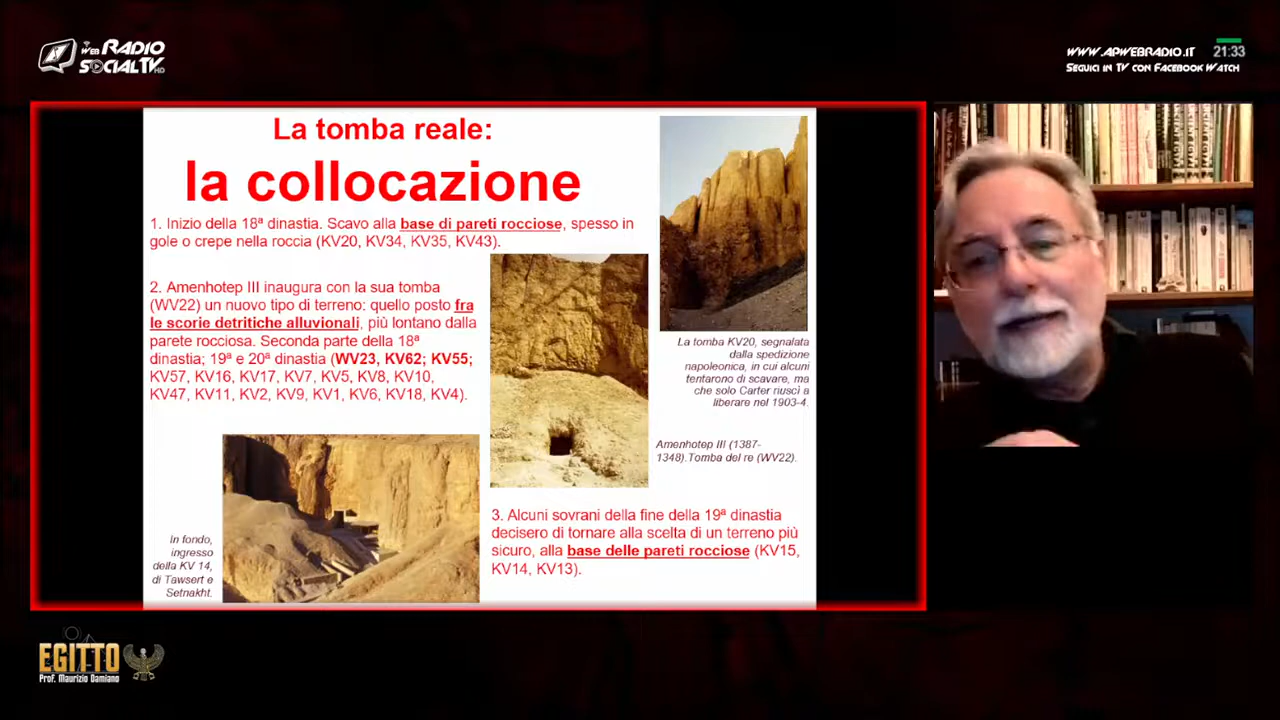 WEB RADIO
SOCIALTV HD
WWW.APWEBRADIO.IT
21:33
SEGUICI IN TV CON FACEBOOK WATCH
La tomba reale:
la collocazione
1. Inizio della 18ª dinastia. Scavo alla base di pareti rocciose, spesso in
gole o crepe nella roccia (KV20, KV34, KV35, KV43).
2. Amenhotep III inaugura con la sua tomba
(WV22) un nuovo tipo di terreno: quello posto fra
le scorie detritiche alluvionali, più lontano dalla
parete rocciosa. Seconda parte della 18ª
dinastia; 19ª e 20ª dinastia (WV23, KV62; KV55;
KV57, KV16, KV17, KV7, KV5, KV8, KV10,
KV47, KV11, KV2, KV9, KV1, KV6, KV18, KV4).
La tomba KV20, segnalata
dalla spedizione
napoleonica, in cui alcuni
tentarono di scavare, ma
che solo Carter riuscì a
liberare nel 1903-4.
Amenhotep III (1387-
1348).Tomba del re (WV22).
In fondo,
ingresso
della KV 14,
di Tawsert e
Setnakht.
3. Alcuni sovrani della fine della 19ª dinastia
decisero di tornare alla scelta di un terreno più
sicuro, alla base delle pareti rocciose (KV15,
KV14, KV13).
EGITTO
Prof. Maurizio Damiano